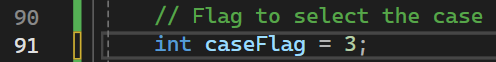 90 // Flag to select the case
91 int caseFlag = 3;